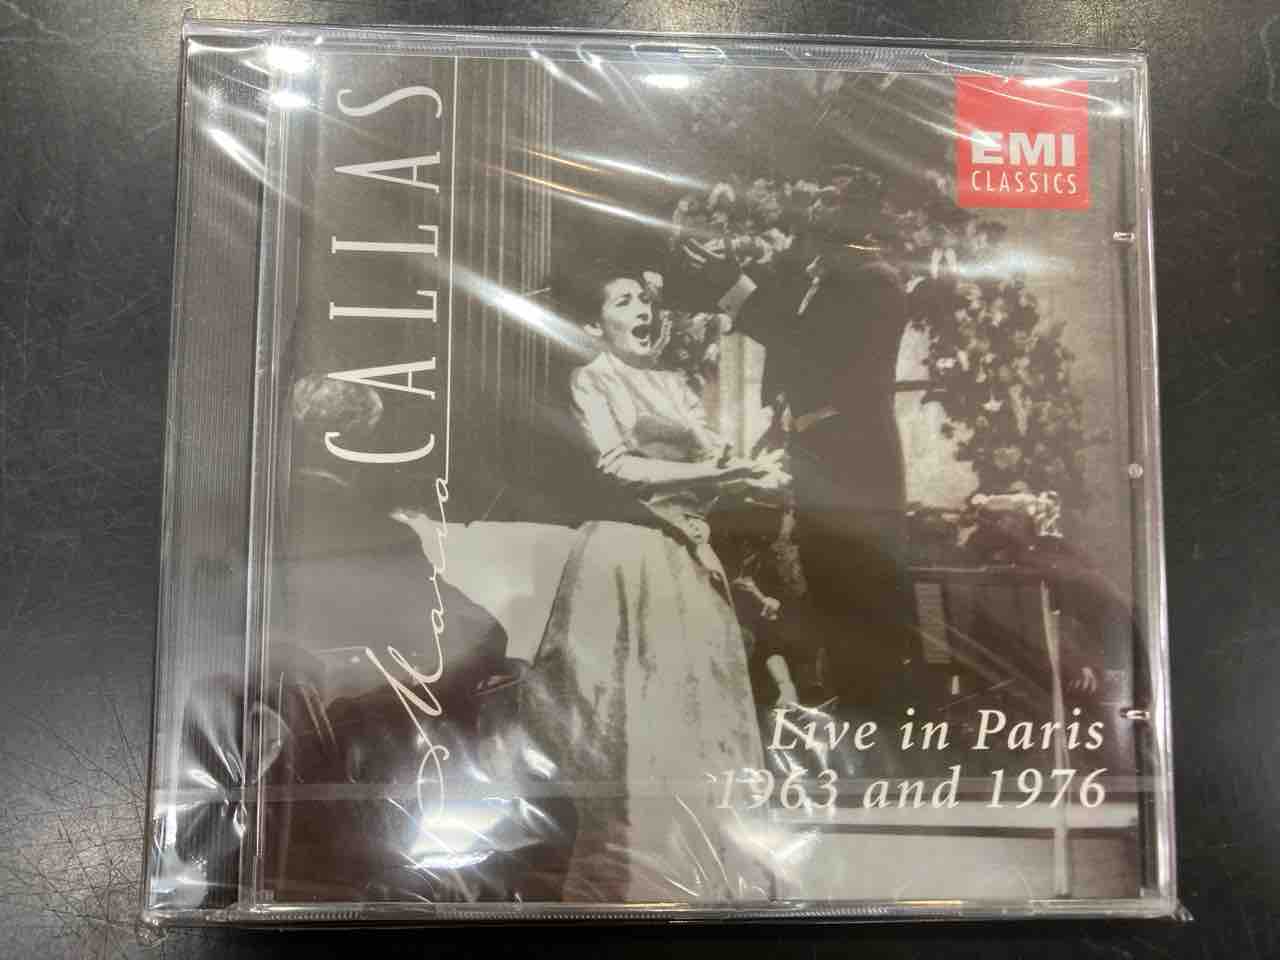 EMI
CLASSICS
Maria CALLAS
Live in Paris
1963 and 1976